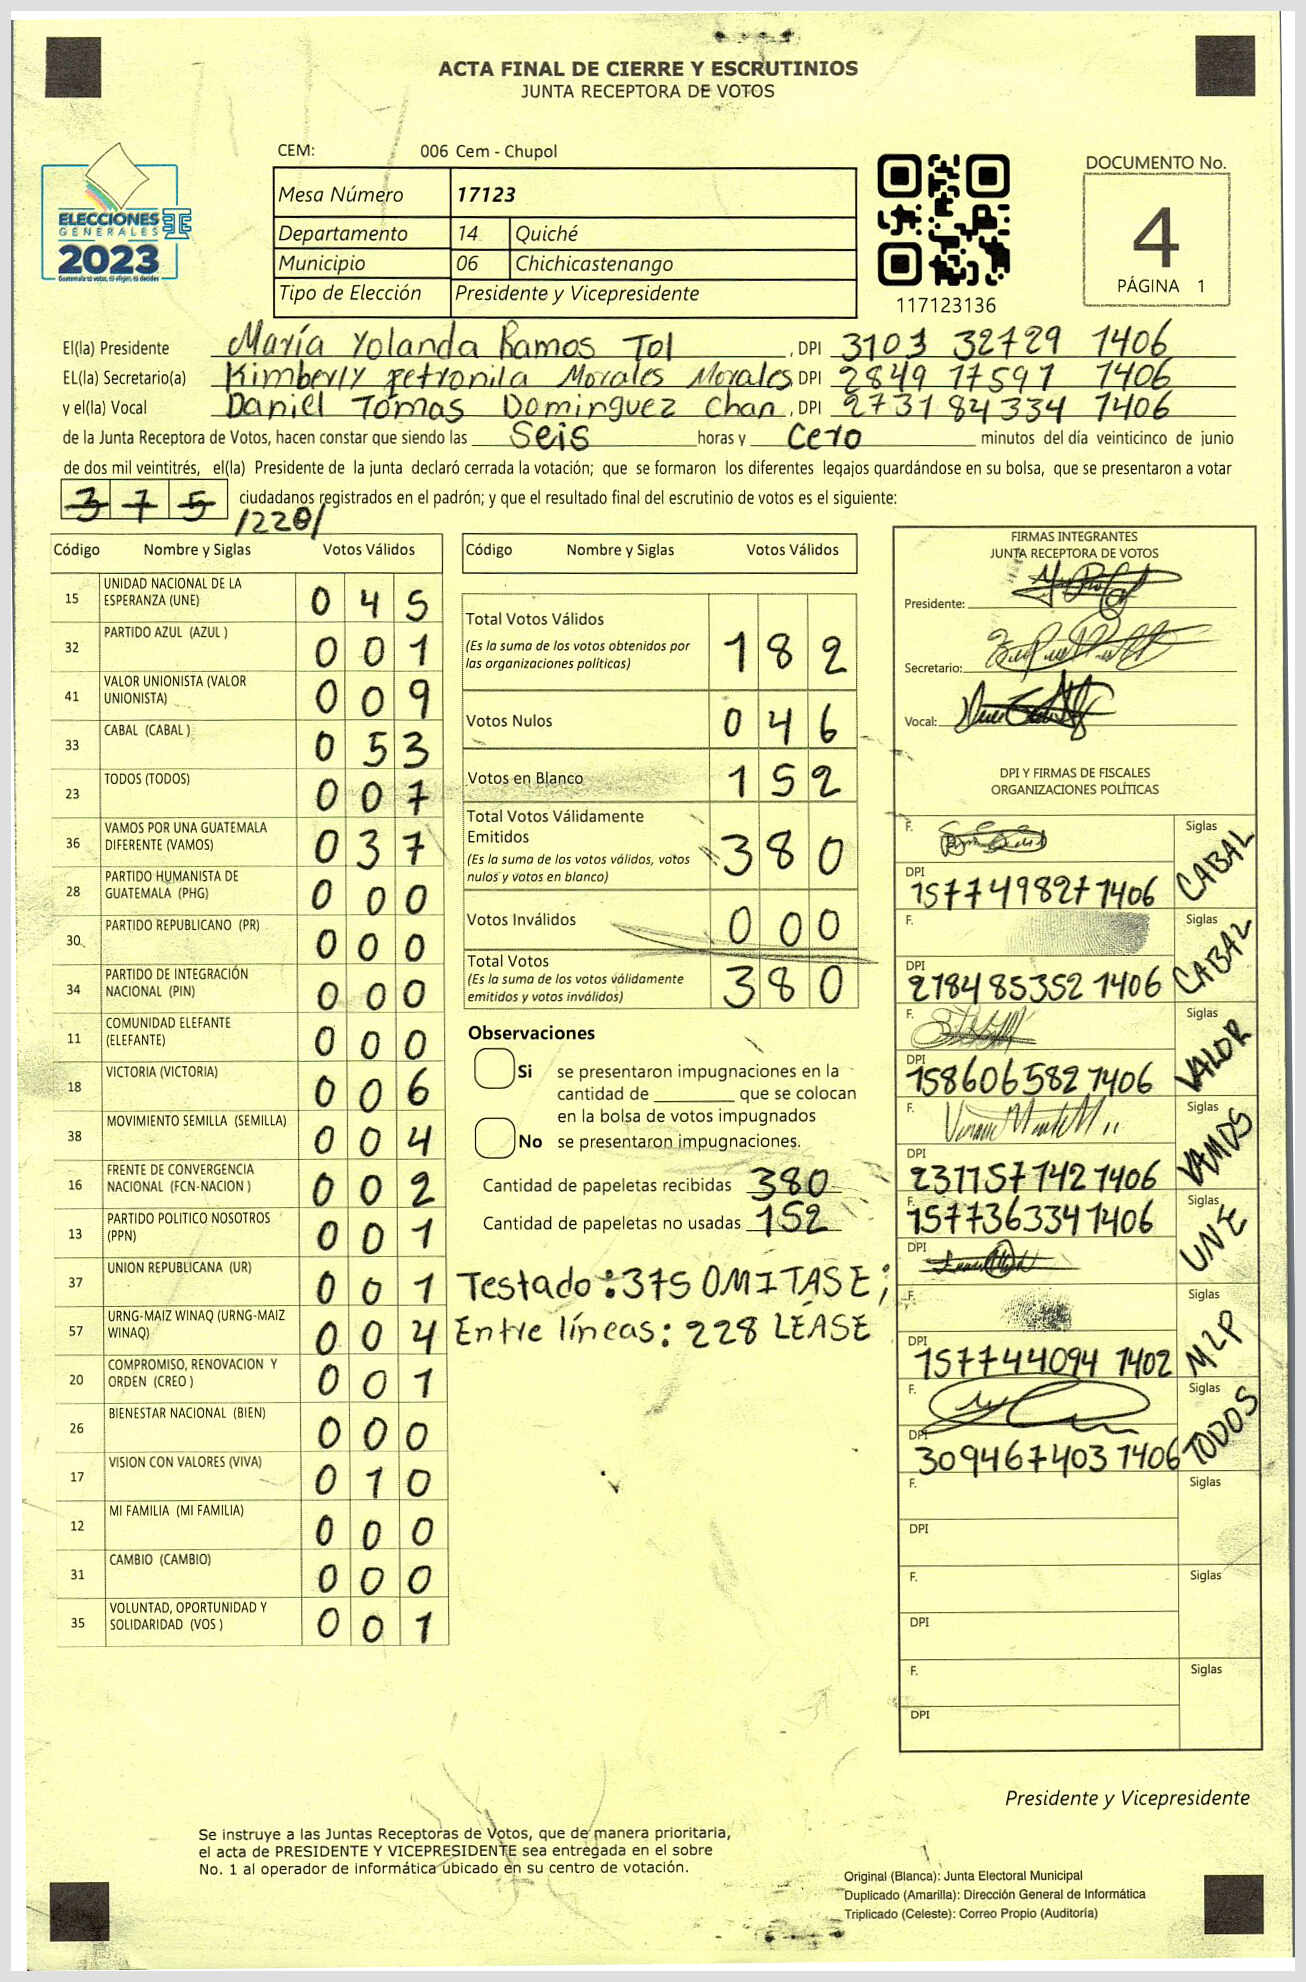 ACTA FINAL DE CIERRE Y ESCRUTINIOS
JUNTA RECEPTORA DE VOTOS
CEM: 006 Cem - Chupol
Mesa Número 17123
Departamento 14 Quiché
Municipio 06 Chichicastenango
Tipo de Elección Presidente y Vicepresidente
ELECCIONES
GENERALES
2023
Guatemala tú votas, tú eliges, tú decides
117123136
DOCUMENTO No.
4
PÁGINA 1
El(la) Presidente María Yolanda Ramos Tol, DPI 3103 32729 1406
EL(la) Secretario(a) Kimberly Petronila Morales Morales DPI 2849 17597 1406
y el(la) Vocal Daniel Tomas Dominguez Chan, DPI 2731 84334 1406
de la Junta Receptora de Votos, hacen constar que siendo las Seis horas y Cero minutos del día veinticinco de junio
de dos mil veintitrés, el(la) Presidente de la junta declaró cerrada la votación; que se formaron los diferentes legajos quardándose en su bolsa, que se presentaron a votar
375 ciudadanos registrados en el padrón; y que el resultado final del escrutinio de votos es el siguiente:
/228/
Código Nombre y Siglas Votos Válidos
15 UNIDAD NACIONAL DE LA ESPERANZA (UNE) 0 4 5
32 PARTIDO AZUL (AZUL ) 0 0 1
41 VALOR UNIONISTA (VALOR UNIONISTA) 0 0 9
33 CABAL (CABAL ) 0 5 3
23 TODOS (TODOS) 0 0 7
36 VAMOS POR UNA GUATEMALA DIFERENTE (VAMOS) 0 3 7
28 PARTIDO HUMANISTA DE GUATEMALA (PHG) 0 0 0
30 PARTIDO REPUBLICANO (PR) 0 0 0
34 PARTIDO DE INTEGRACIÓN NACIONAL (PIN) 0 0 0
11 COMUNIDAD ELEFANTE (ELEFANTE) 0 0 0
18 VICTORIA (VICTORIA) 0 0 6
38 MOVIMIENTO SEMILLA (SEMILLA) 0 0 4
16 FRENTE DE CONVERGENCIA NACIONAL (FCN-NACION ) 0 0 2
13 PARTIDO POLITICO NOSOTROS (PPN) 0 0 1
37 UNION REPUBLICANA (UR) 0 0 1
57 URNG-MAIZ WINAQ (URNG-MAIZ WINAQ) 0 0 4
20 COMPROMISO, RENOVACION Y ORDEN (CREO ) 0 0 1
26 BIENESTAR NACIONAL (BIEN) 0 0 0
17 VISION CON VALORES (VIVA) 0 1 0
12 MI FAMILIA (MI FAMILIA) 0 0 0
31 CAMBIO (CAMBIO) 0 0 0
35 VOLUNTAD, OPORTUNIDAD Y SOLIDARIDAD (VOS ) 0 0 1
Código Nombre y Siglas Votos Válidos
Total Votos Válidos 1 8 2
(Es la suma de los votos obtenidos por
las organizaciones políticas)
Votos Nulos 0 4 6
Votos en Blanco 1 5 2
Total Votos Válidamente
Emitidos 3 8 0
(Es la suma de los votos válidos, votos
nulos y votos en blanco)
Votos Inválidos 0 0 0
Total Votos 3 8 0
(Es la suma de los votos válidamente
emitidos y votos inválidos)
Observaciones
Si se presentaron impugnaciones en la
cantidad de ________ que se colocan
en la bolsa de votos impugnados
No se presentaron impugnaciones.
Cantidad de papeletas recibidas 380
Cantidad de papeletas no usadas 152
Testado: 375 OMITASE;
Entre líneas: 228 LEASE
FIRMAS INTEGRANTES
JUNTA RECEPTORA DE VOTOS
Presidente:
Secretario:
Vocal:
DPI Y FIRMAS DE FISCALES
ORGANIZACIONES POLÍTICAS
F. Siglas CABAL
DPI 1577498271406
F. Siglas CABAL
DPI 2184853521406
F. Siglas VALOR
DPI 1586065821406
F. Siglas VAMOS
DPI 2311571421406
F. 1577363341406 Siglas UNE
DPI
F. Siglas MLP
DPI 1577440941402
F. Siglas TODOS
DPI 3094674031406
F. Siglas
DPI
F. Siglas
DPI
F. Siglas
DPI
Presidente y Vicepresidente
Se instruye a las Juntas Receptoras de Votos, que de manera prioritaria,
el acta de PRESIDENTE Y VICEPRESIDENTE sea entregada en el sobre
No. 1 al operador de informática ubicado en su centro de votación.
Original (Blanca): Junta Electoral Municipal
Duplicado (Amarilla): Dirección General de Informática
Triplicado (Celeste): Correo Propio (Auditoría)